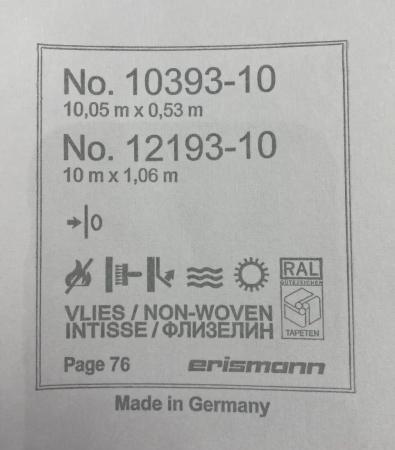 No. 10393-10
10,05 m x 0,53 m
No. 12193-10
10 m x 1,06 m
0
RAL
GÜTEZEICHEN
TAPETEN
VLIES / NON-WOVEN
INTISSE / ФЛИЗЕЛИН
Page 76
erismann
Made in Germany